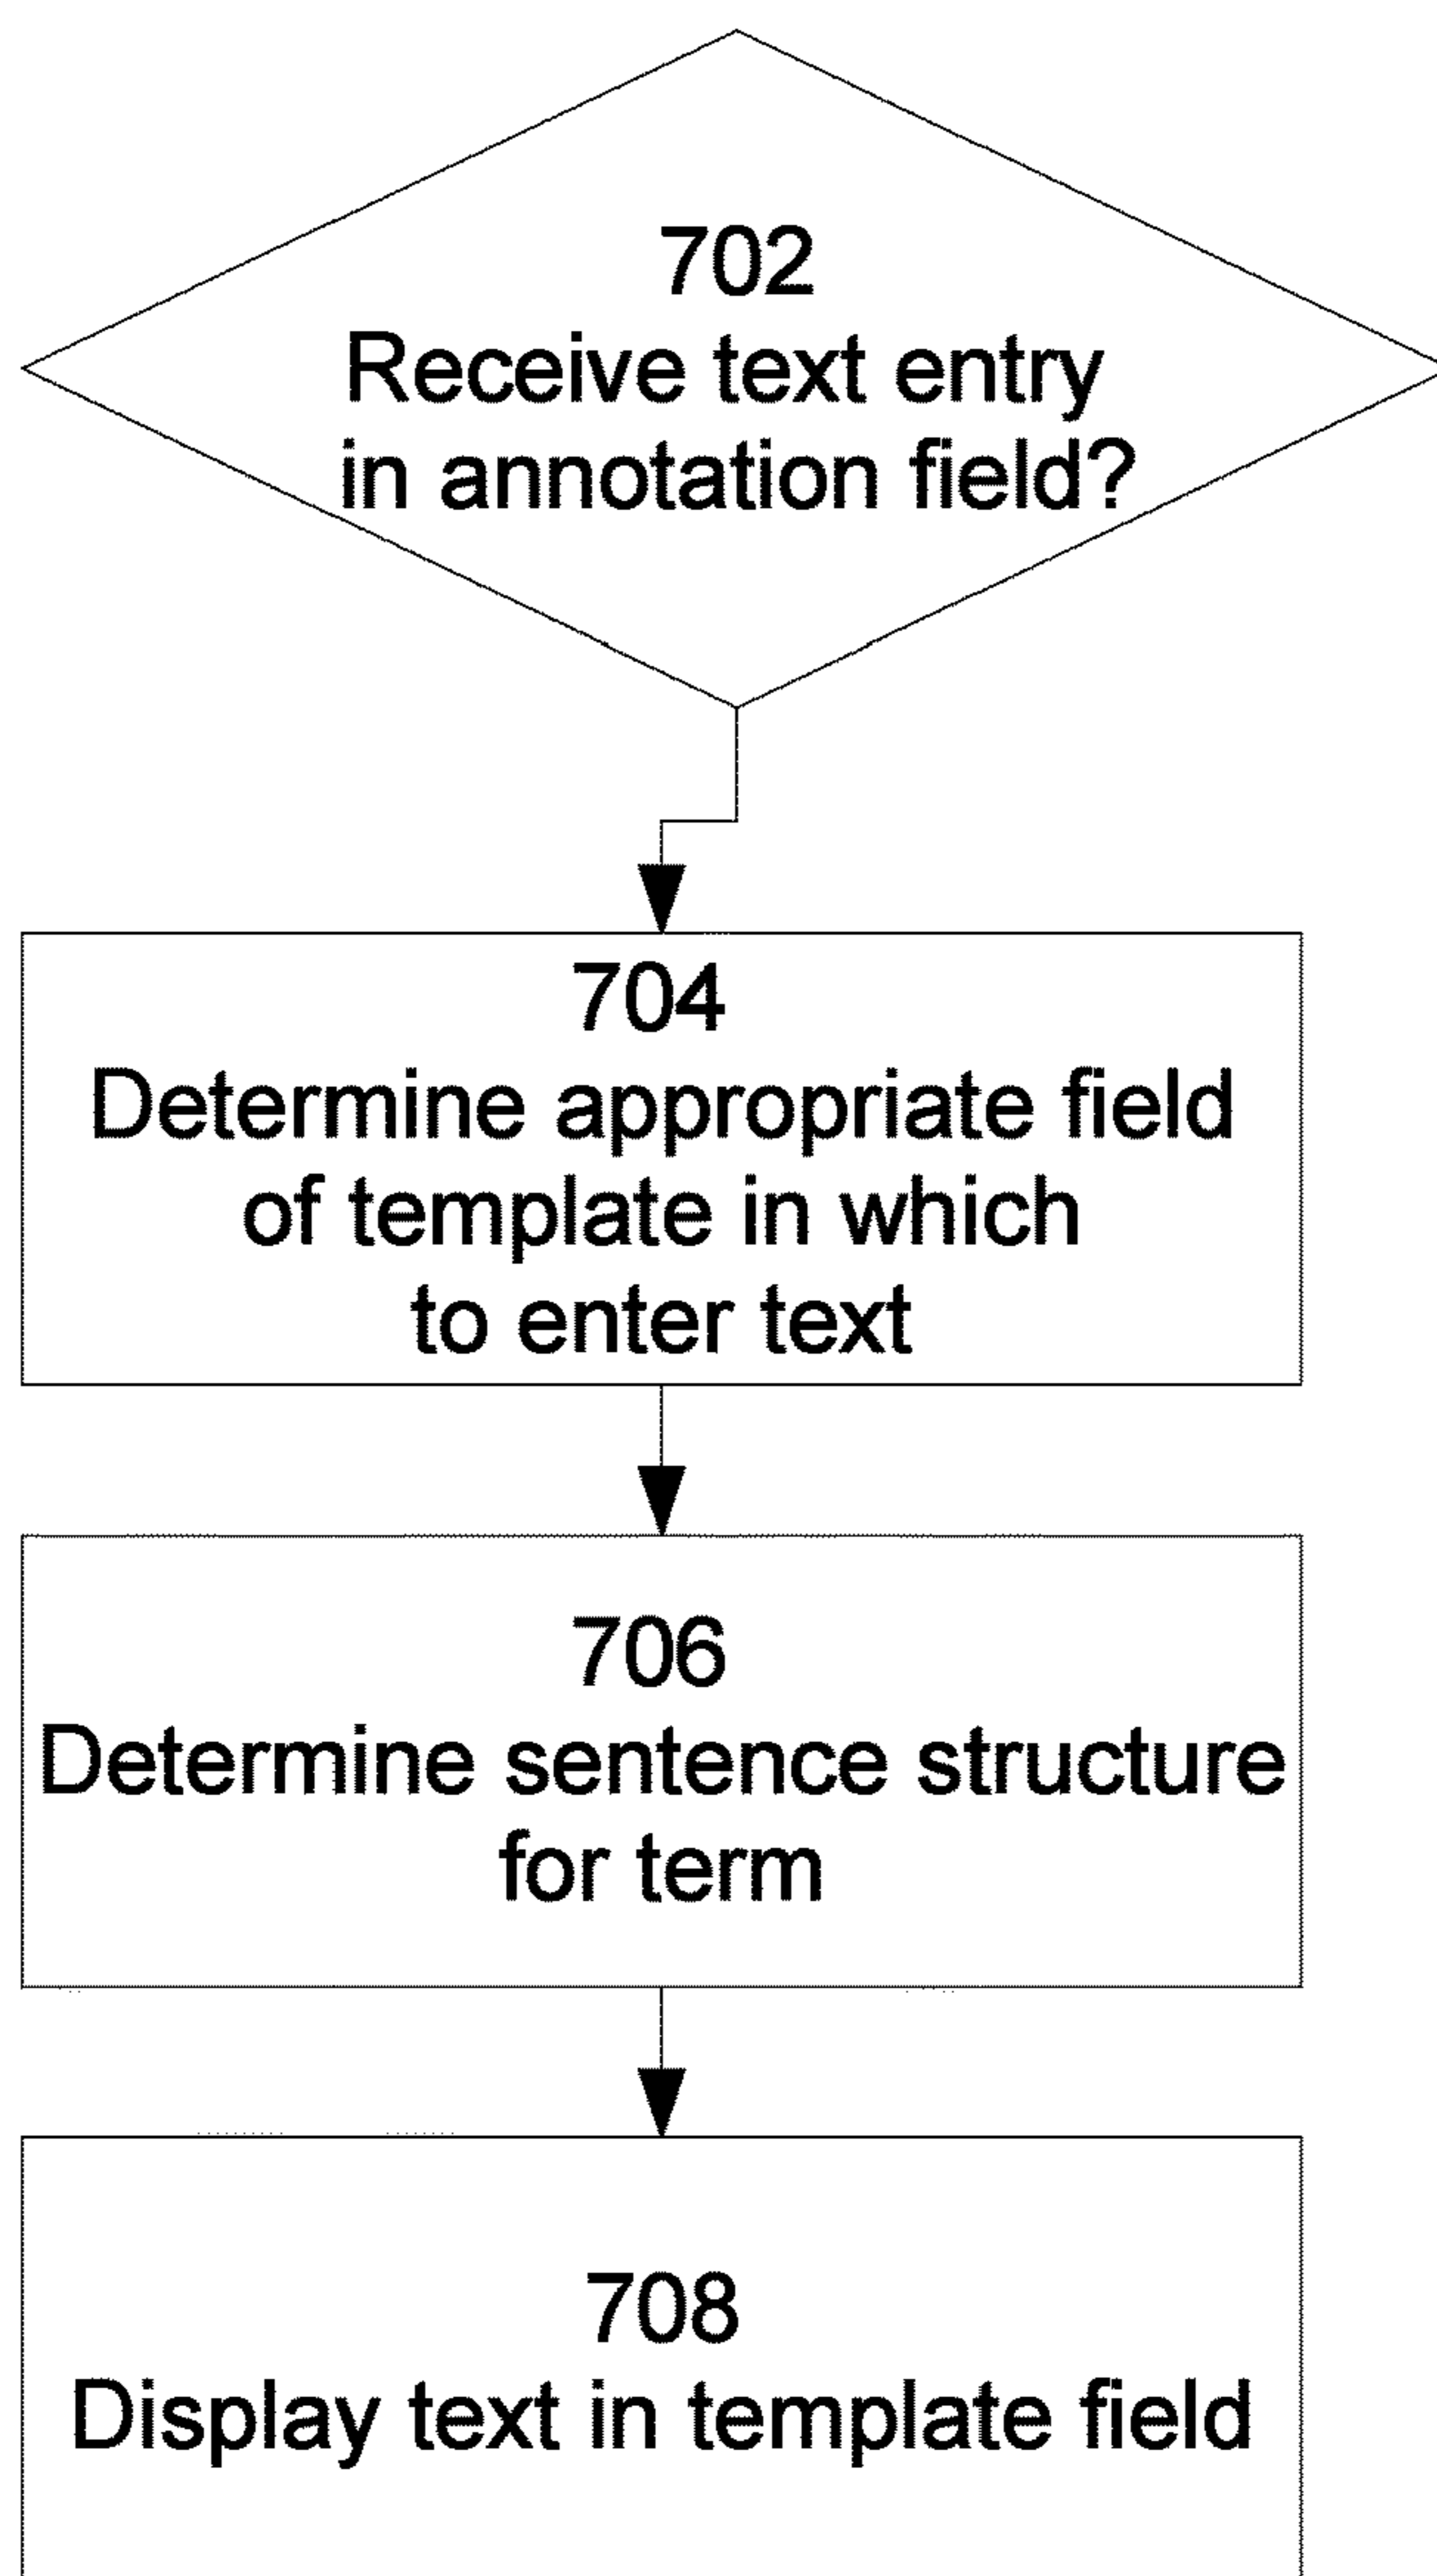 702
Receive text entry
in annotation field?
704
Determine appropriate field
of template in which
to enter text
706
Determine sentence structure
for term
708
Display text in template field